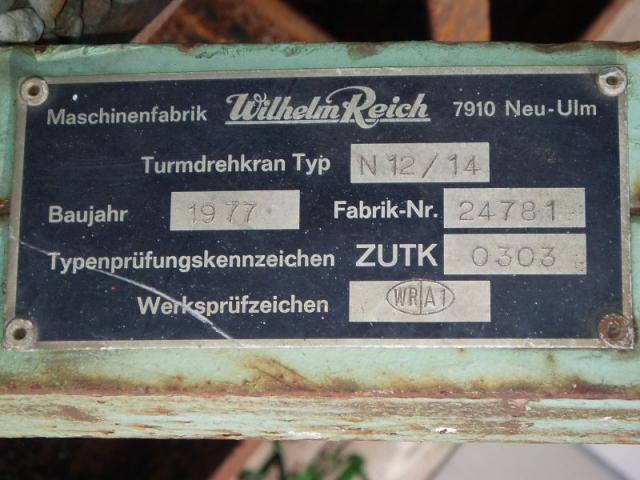 Maschinenfabrik Wilhelm Reich 7910 Neu-Ulm
Turmdrehkran Typ N 12/14
Baujahr 1977 Fabrik-Nr. 24781
Typenprüfungskennzeichen ZUTK 0303
Werksprüfzeichen WR A1